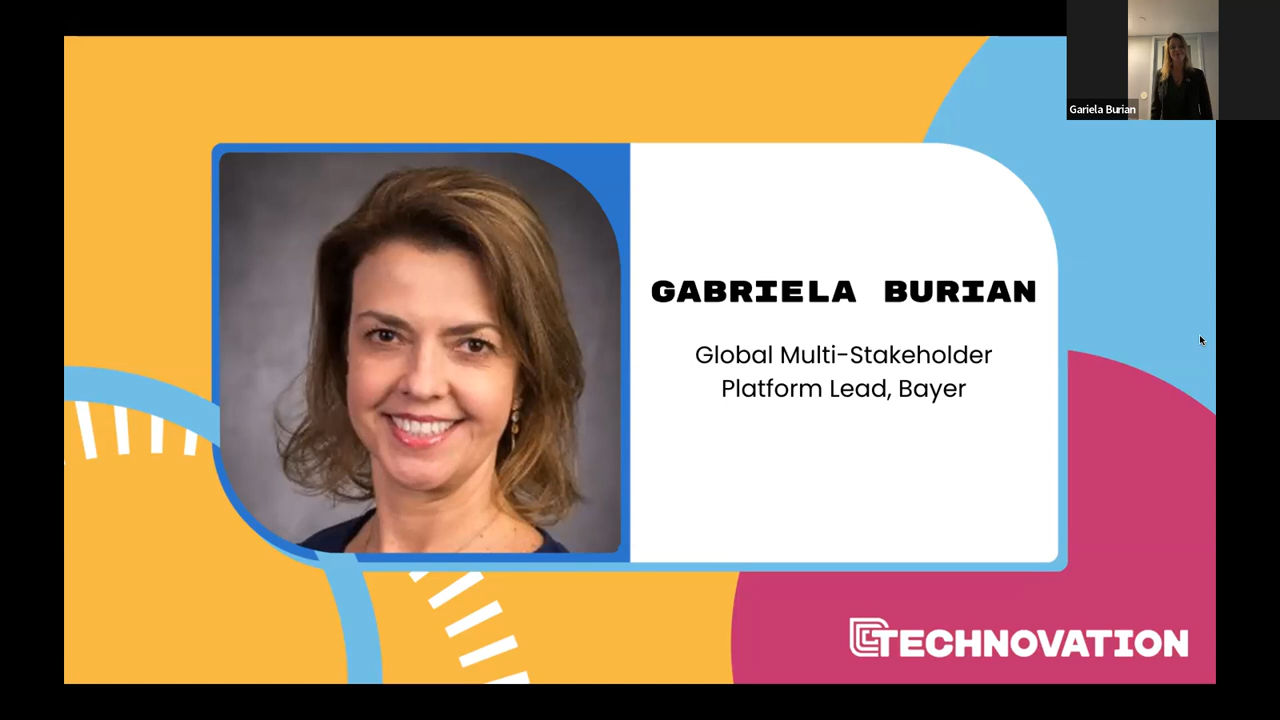 Gariela Burian
GABRIELA BURIAN
Global Multi-Stakeholder
Platform Lead, Bayer
TECHNOVATION